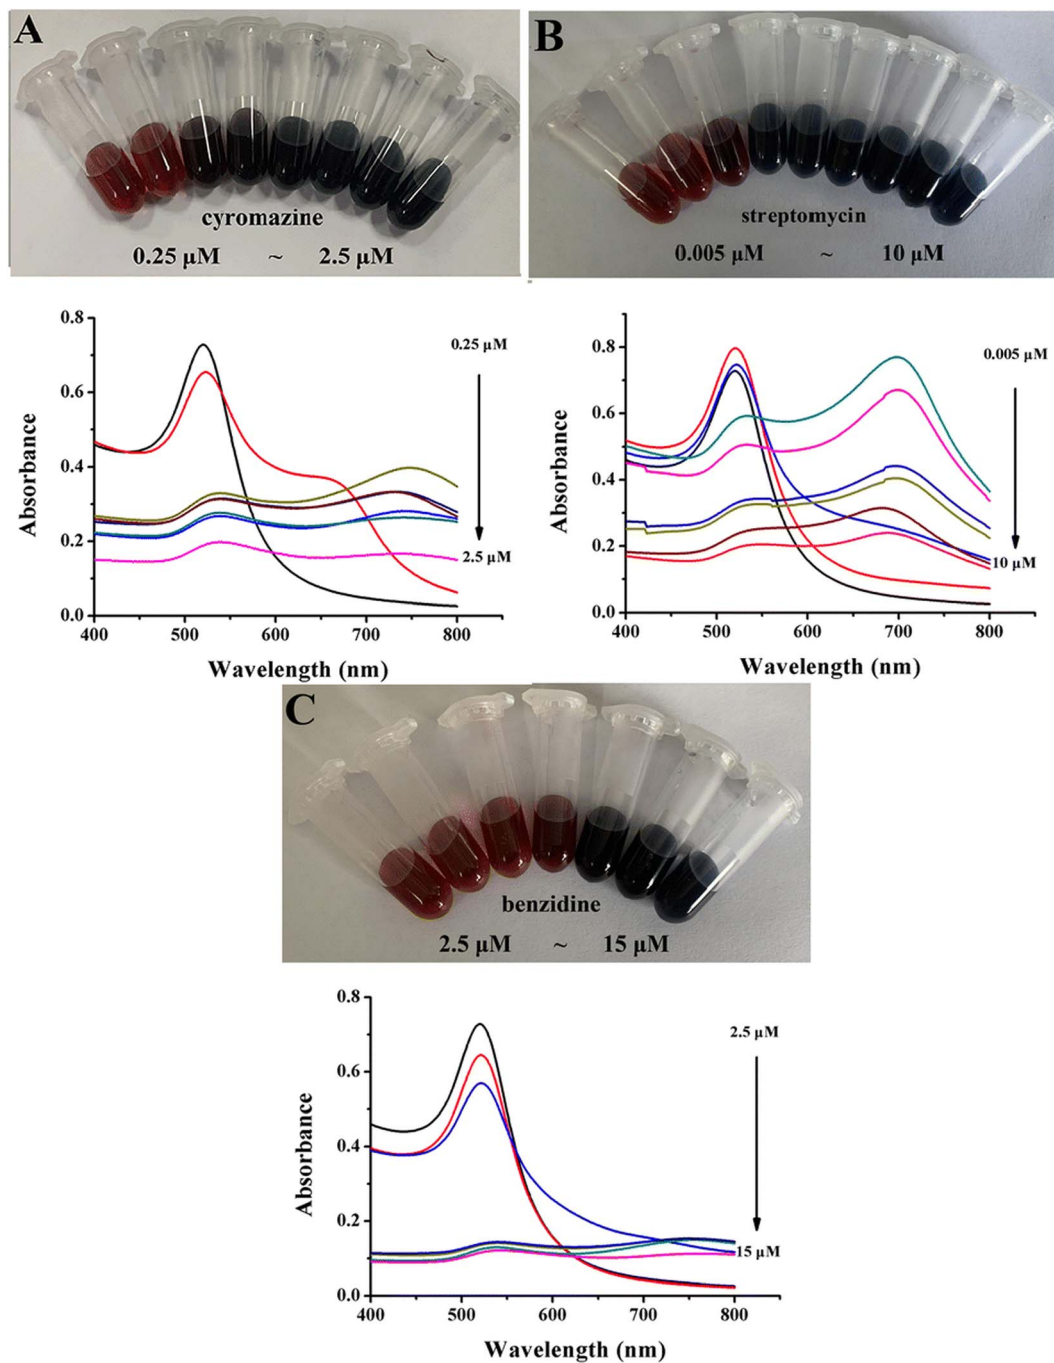 A
cyromazine
0.25 μM ~ 2.5 μM
B
streptomycin
0.005 μM ~ 10 μM
0.8
0.6
0.4
0.2
0.0
400 500 600 700 800
Absorbance
Wavelength (nm)
0.25 μM
2.5 μM
0.8
0.6
0.4
0.2
0.0
400 500 600 700 800
Absorbance
Wavelength (nm)
0.005 μM
10 μM
C
benzidine
2.5 μM ~ 15 μM
0.8
0.6
0.4
0.2
0.0
400 500 600 700 800
Absorbance
Wavelength (nm)
2.5 μM
15 μM